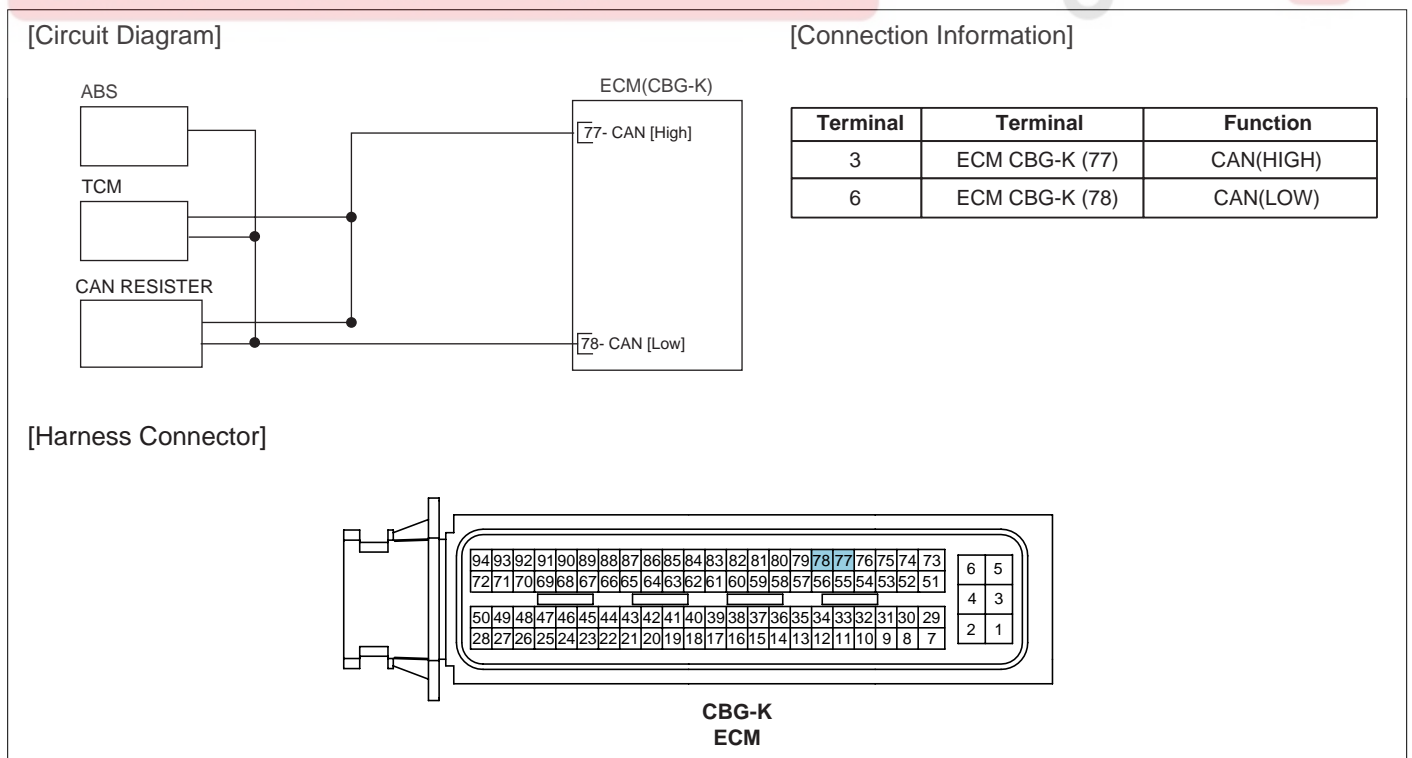 [Circuit Diagram]
[Connection Information]
ABS
ECM(CBG-K)
77- CAN [High]
TCM
CAN RESISTER
78- CAN [Low]
Terminal Terminal Function
3 ECM CBG-K (77) CAN(HIGH)
6 ECM CBG-K (78) CAN(LOW)
[Harness Connector]
94 93 92 91 90 89 88 87 86 85 84 83 82 81 80 79 78 77 76 75 74 73
72 71 70 69 68 67 66 65 64 63 62 61 60 59 58 57 56 55 54 53 52 51
50 49 48 47 46 45 44 43 42 41 40 39 38 37 36 35 34 33 32 31 30 29
28 27 26 25 24 23 22 21 20 19 18 17 16 15 14 13 12 11 10 9 8 7
6 5
4 3
2 1
CBG-K
ECM